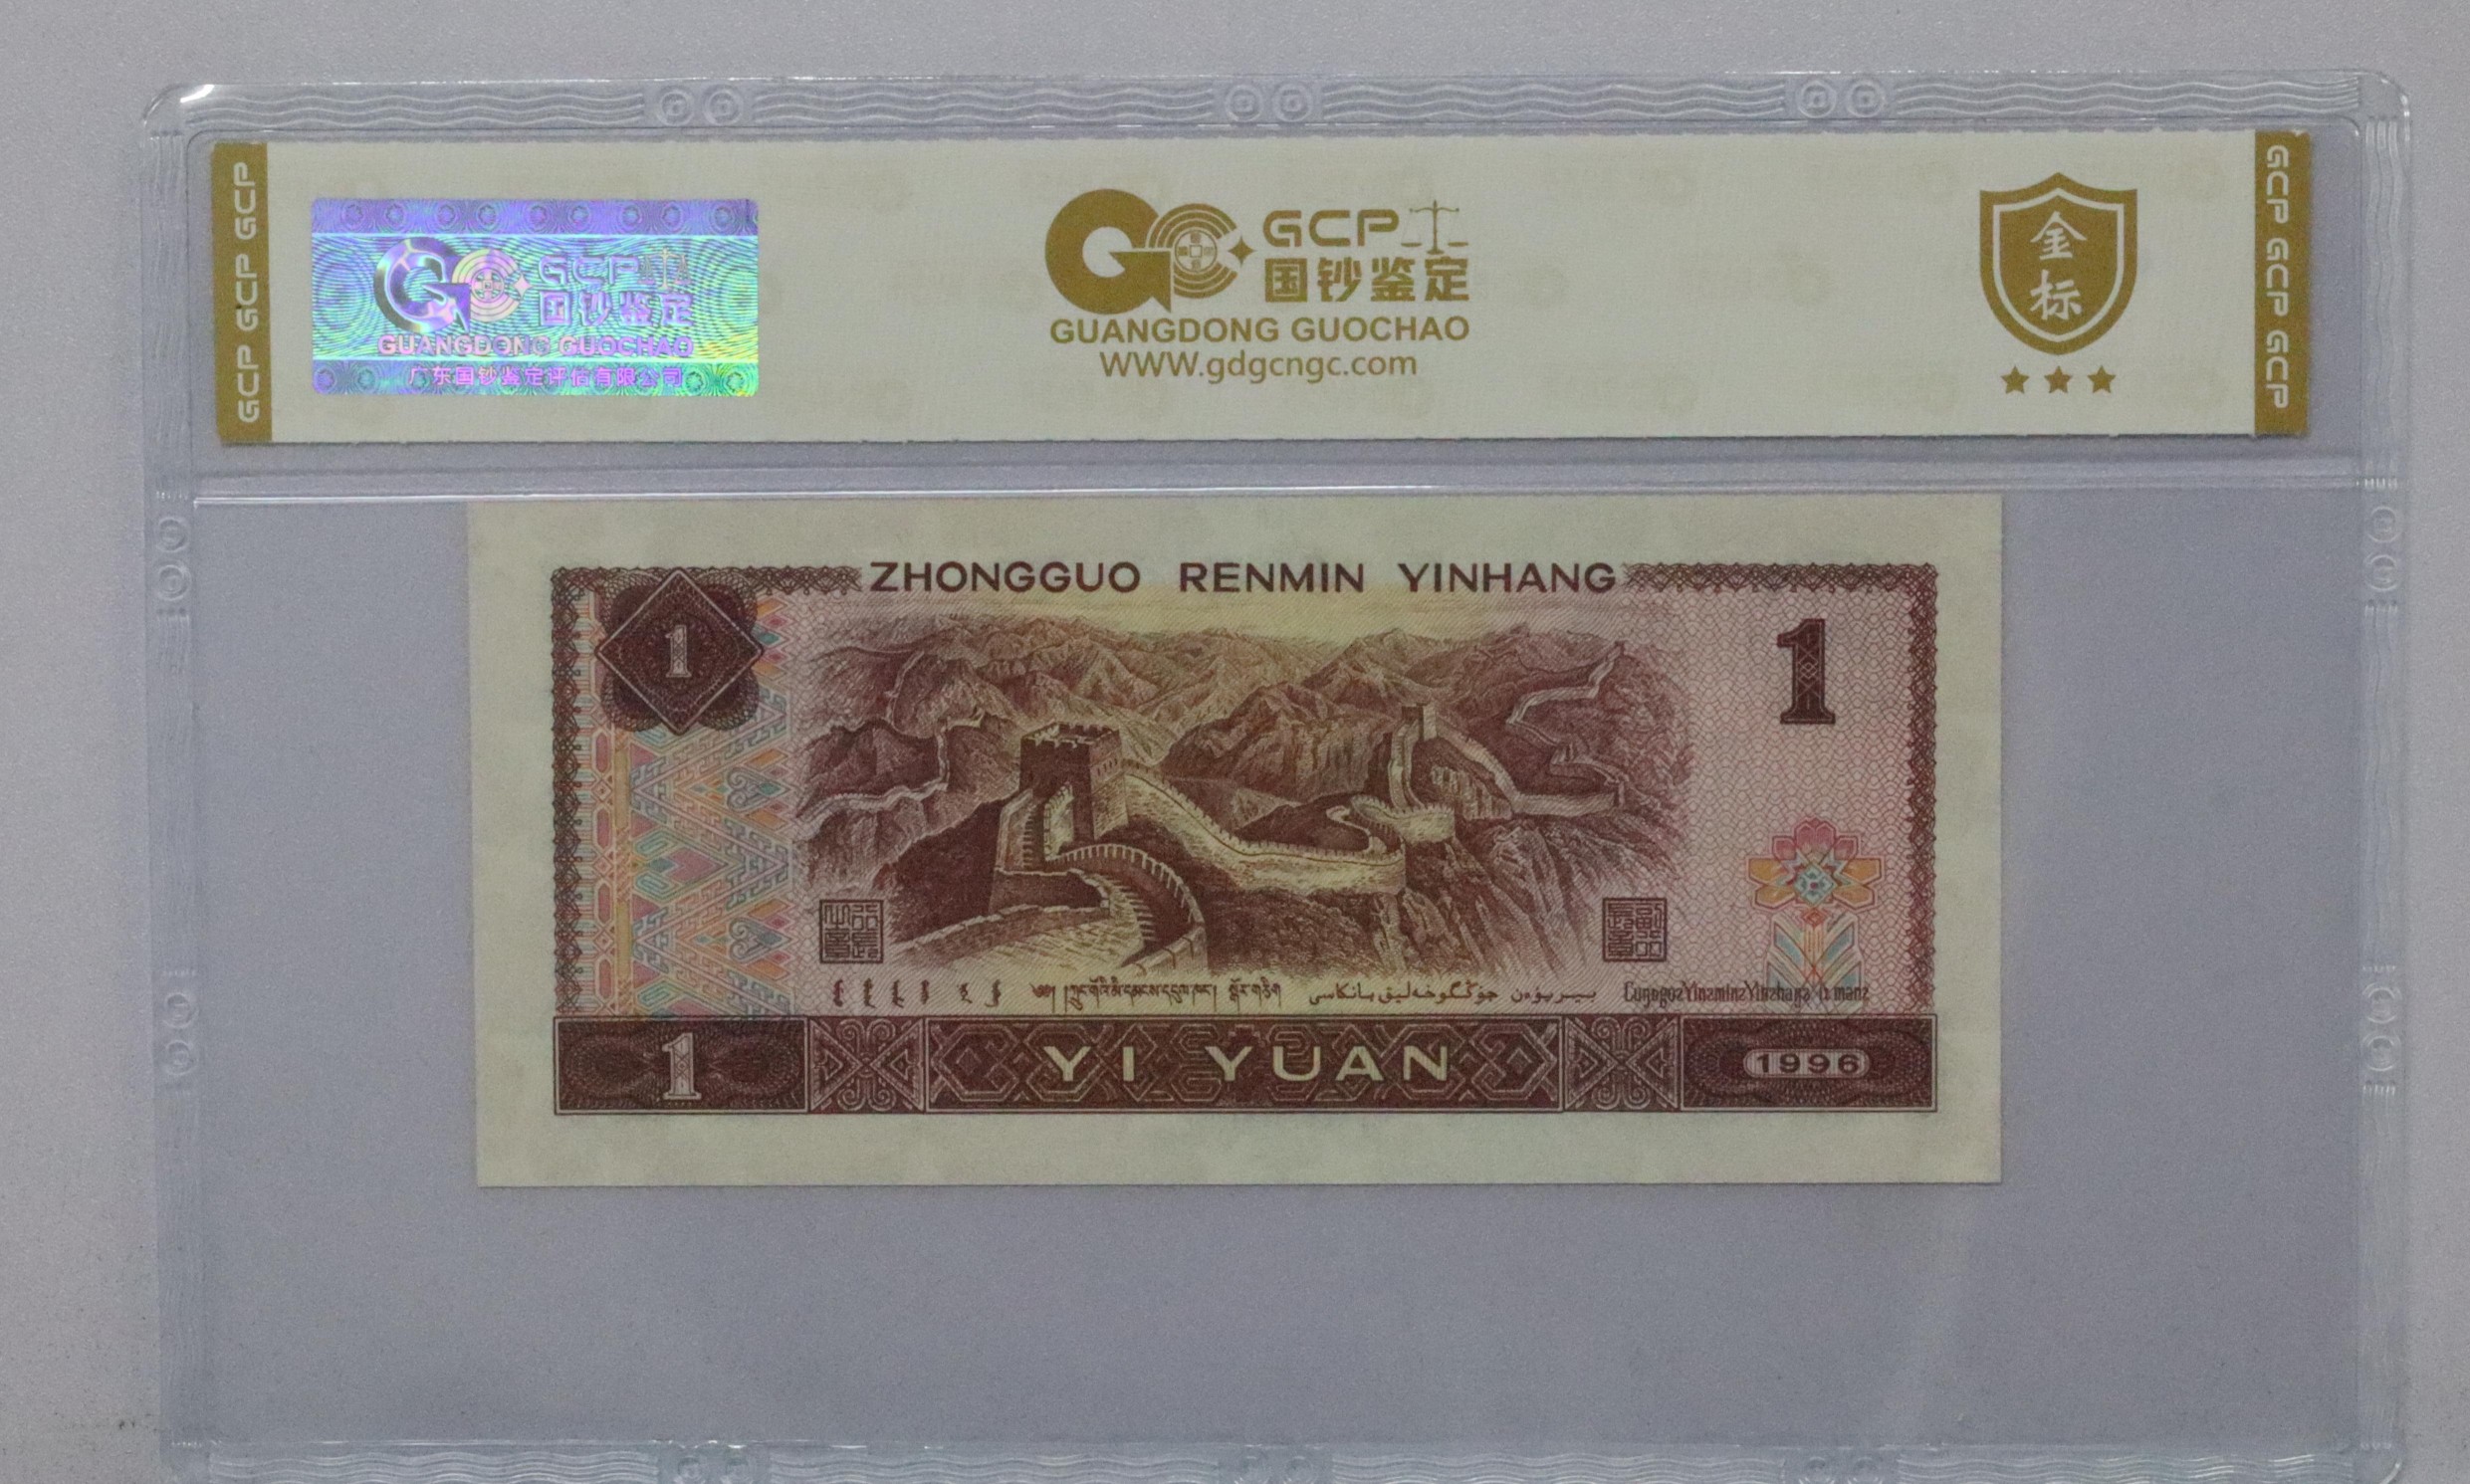 GCP GCP GCP
GCP
国钞鉴定
GUANGDONG GUOCHAO
广东国钞鉴定评估有限公司
GCP
国钞鉴定
GUANGDONG GUOCHAO
WWW.gdgcngc.com
金
标
GCP GCP GCP
ZHONGGUO RENMIN YINHANG
1
1
1
YI YUAN
1996